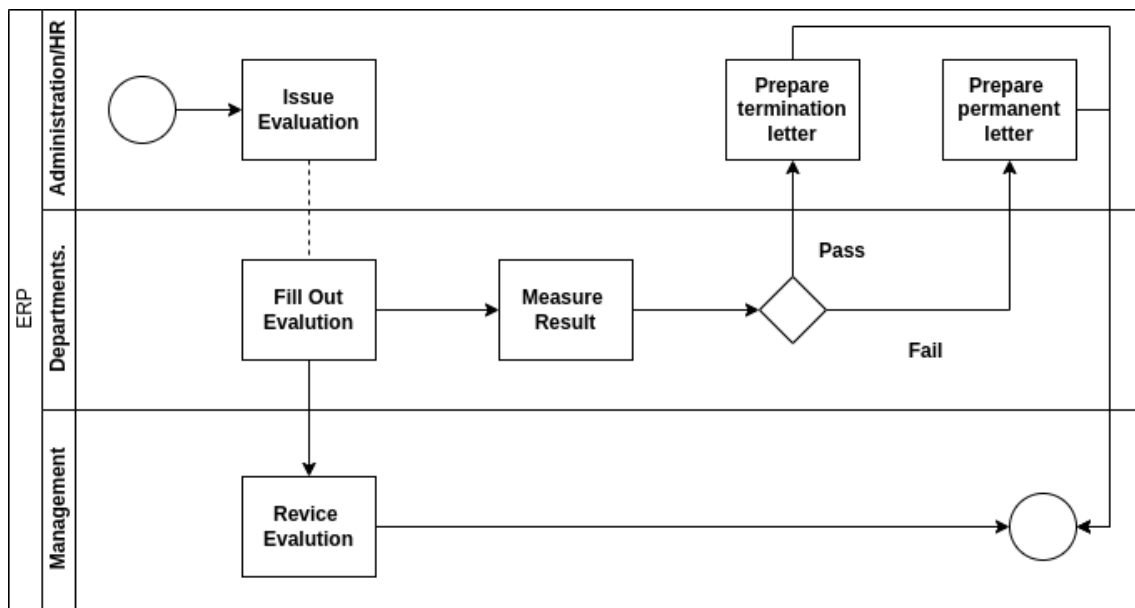 ERP
Administration/HR
Issue
Evaluation
Prepare
termination
letter
Prepare
permanent
letter
Departments.
Fill Out
Evalution
Measure
Result
Pass
Fail
Management
Revice
Evalution